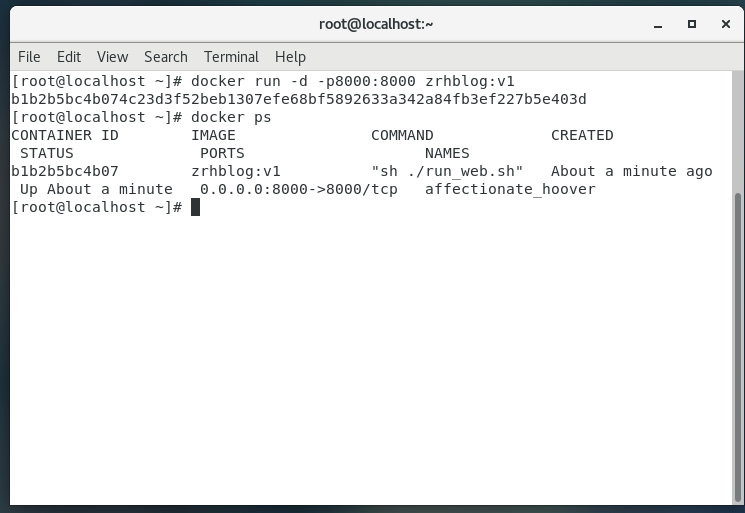 root@localhost:~
File Edit View Search Terminal Help
[root@localhost ~]# docker run -d -p8000:8000 zrhblog:v1
b1b2b5bc4b074c23d3f52beb1307efe68bf5892633a342a84fb3ef227b5e403d
[root@localhost ~]# docker ps
CONTAINER ID        IMAGE               COMMAND             CREATED
 STATUS              PORTS                    NAMES
b1b2b5bc4b07        zrhblog:v1          "sh ./run_web.sh"   About a minute ago
 Up About a minute   0.0.0.0:8000->8000/tcp   affectionate_hoover
[root@localhost ~]#